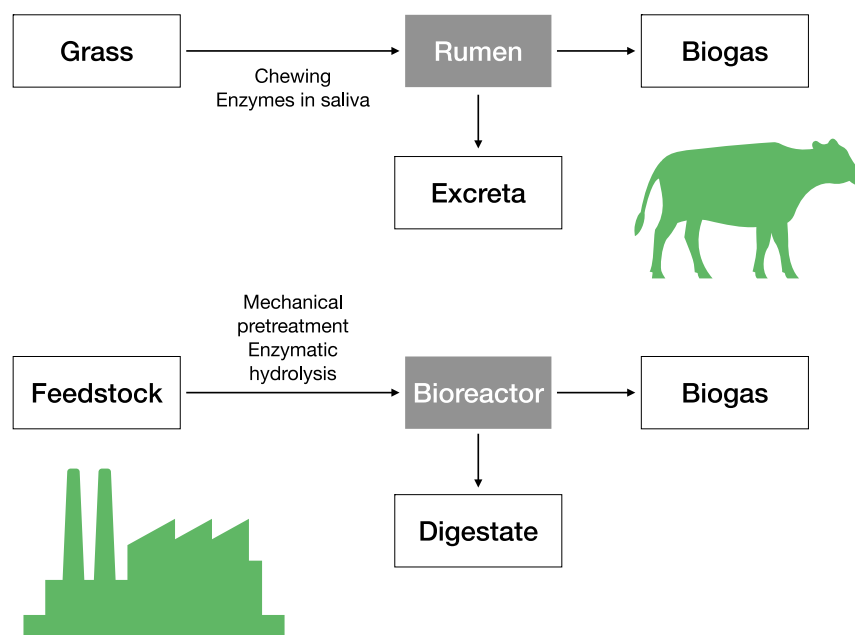 Grass
Chewing
Enzymes in saliva
Rumen
Biogas
Excreta
Mechanical
pretreatment
Enzymatic
hydrolysis
Feedstock
Bioreactor
Biogas
Digestate